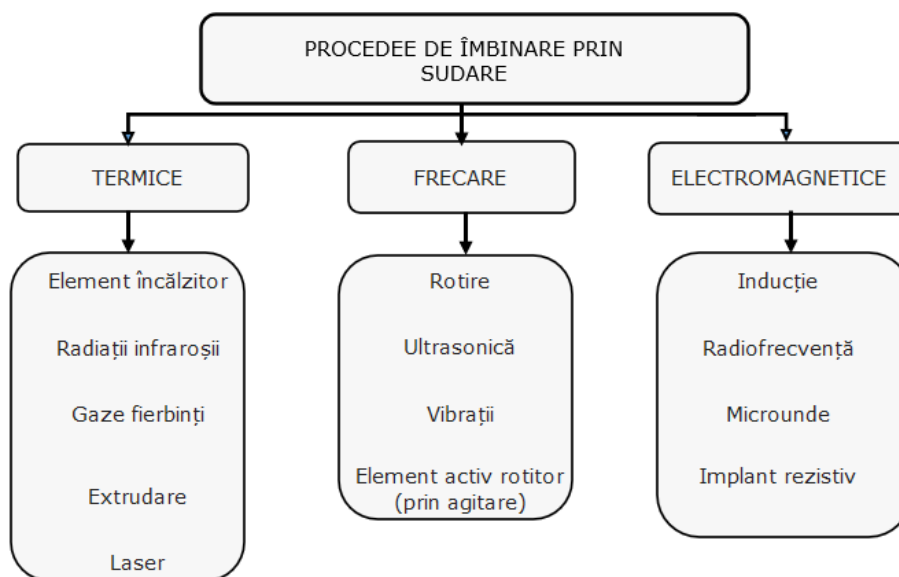 PROCEDEE DE ÎMBINARE PRIN
SUDARE
TERMICE
FRECARE
ELECTROMAGNETICE
Element încălzitor
Radiații infraroșii
Gaze fierbinți
Extrudare
Laser
Rotire
Ultrasonică
Vibrații
Element activ rotitor
(prin agitare)
Inducție
Radiofrecvență
Microunde
Implant rezistiv